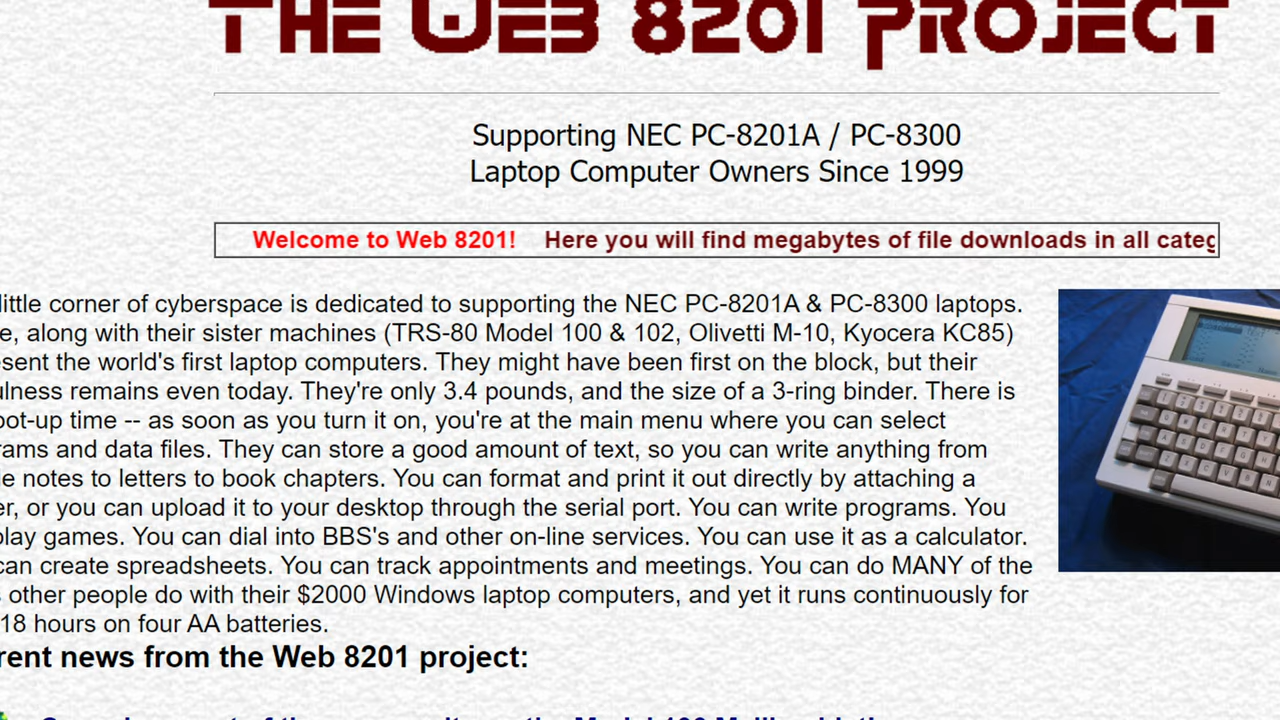 THE WEB 8201 PROJECT
Supporting NEC PC-8201A / PC-8300
Laptop Computer Owners Since 1999
Welcome to Web 8201! Here you will find megabytes of file downloads in all categ
little corner of cyberspace is dedicated to supporting the NEC PC-8201A & PC-8300 laptops.
e, along with their sister machines (TRS-80 Model 100 & 102, Olivetti M-10, Kyocera KC85)
esent the world's first laptop computers. They might have been first on the block, but their
ulness remains even today. They're only 3.4 pounds, and the size of a 3-ring binder. There is
oot-up time -- as soon as you turn it on, you're at the main menu where you can select
rams and data files. They can store a good amount of text, so you can write anything from
e notes to letters to book chapters. You can format and print it out directly by attaching a
er, or you can upload it to your desktop through the serial port. You can write programs. You
play games. You can dial into BBS's and other on-line services. You can use it as a calculator.
can create spreadsheets. You can track appointments and meetings. You can do MANY of the
s other people do with their $2000 Windows laptop computers, and yet it runs continuously for
18 hours on four AA batteries.
rent news from the Web 8201 project: